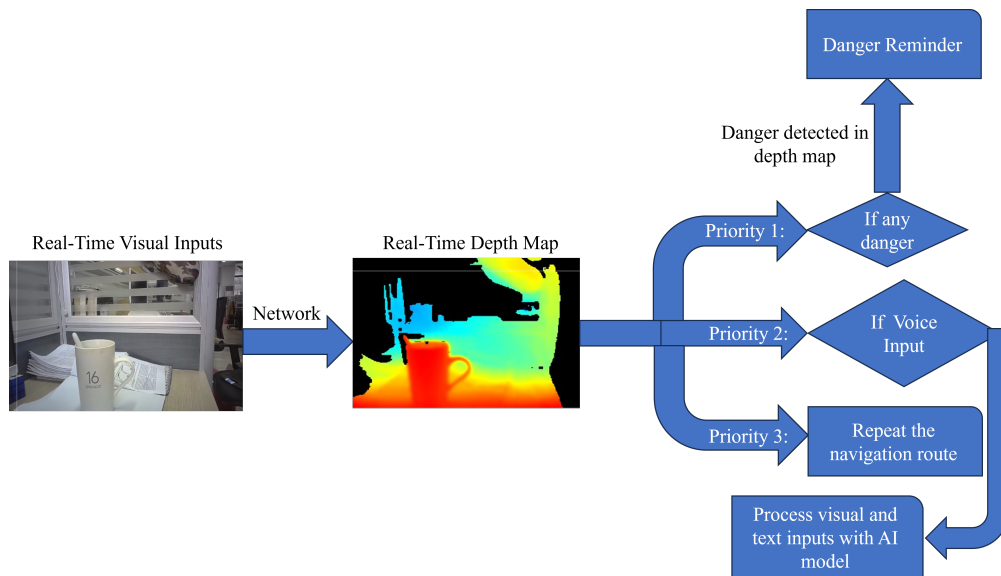 Danger Reminder
Danger detected in
depth map
Real-Time Visual Inputs
Network
16
Real-Time Depth Map
Priority 1:
If any
danger
Priority 2:
If Voice
Input
Priority 3:
Repeat the
navigation route
Process visual and
text inputs with AI
model